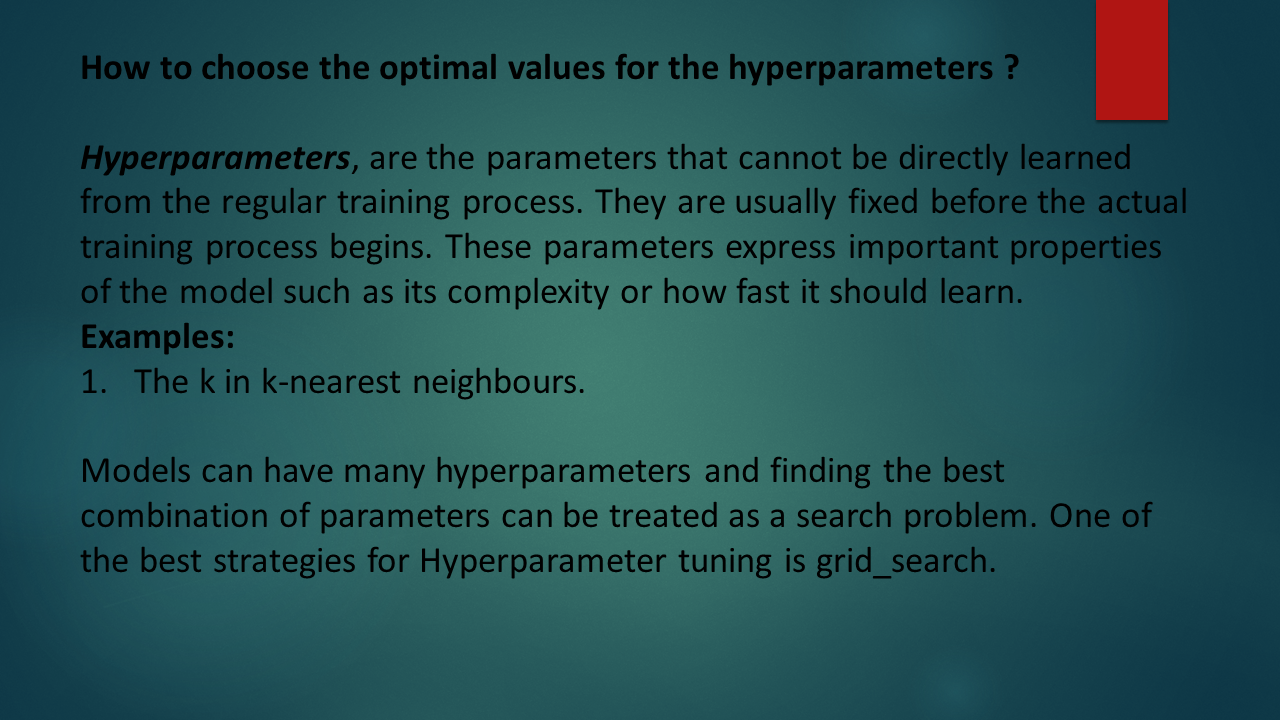 How to choose the optimal values for the hyperparameters ?
Hyperparameters, are the parameters that cannot be directly learned
from the regular training process. They are usually fixed before the actual
training process begins. These parameters express important properties
of the model such as its complexity or how fast it should learn.
Examples:
1. The k in k-nearest neighbours.
Models can have many hyperparameters and finding the best
combination of parameters can be treated as a search problem. One of
the best strategies for Hyperparameter tuning is grid_search.